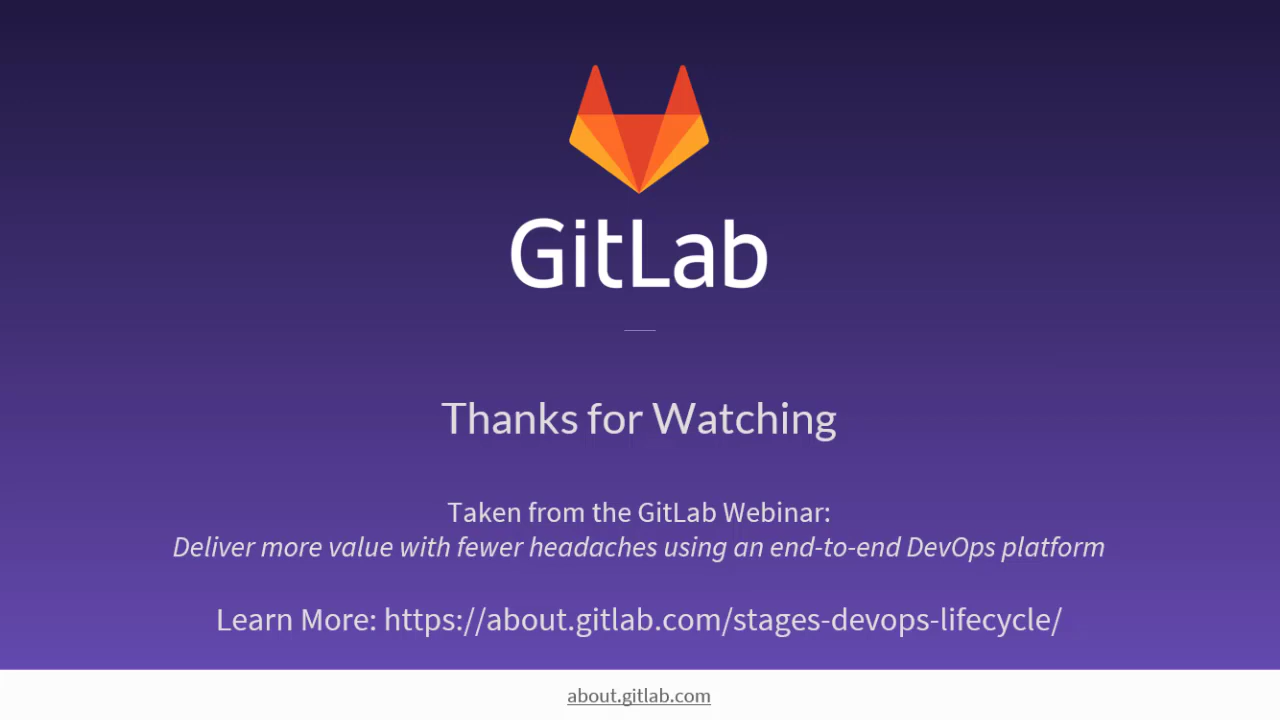 GitLab
Thanks for Watching
Taken from the GitLab Webinar:
Deliver more value with fewer headaches using an end-to-end DevOps platform
Learn More: https://about.gitlab.com/stages-devops-lifecycle/
about.gitlab.com